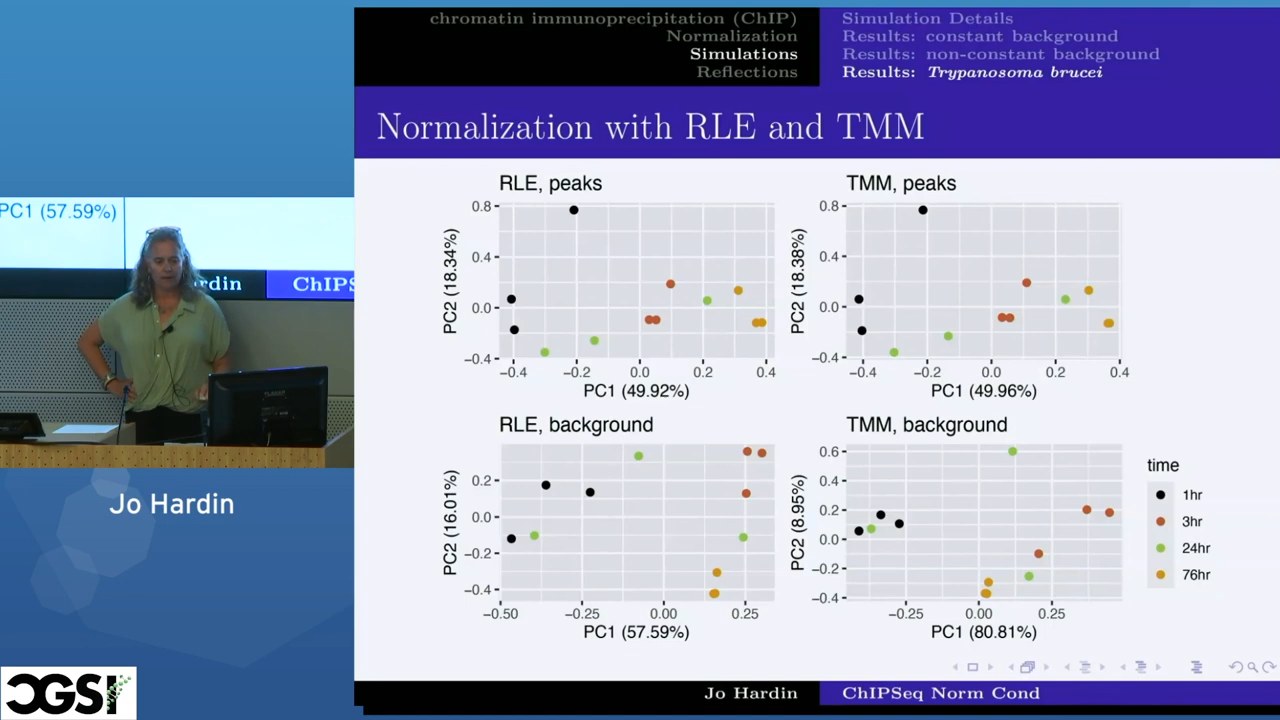 chromatin immunoprecipitation (ChIP)
Normalization
Simulations
Reflections
Simulation Details
Results: constant background
Results: non-constant background
Results: Trypanosoma brucei
Normalization with RLE and TMM
RLE, peaks
0.8
0.4
0.0
−0.4
PC2 (18.34%)
−0.4
−0.2
0.0
0.2
0.4
PC1 (49.92%)
TMM, peaks
0.8
0.4
0.0
−0.4
PC2 (18.38%)
−0.4
−0.2
0.0
0.2
0.4
PC1 (49.96%)
RLE, background
0.2
0.0
−0.2
−0.4
PC2 (16.01%)
−0.50
−0.25
0.00
0.25
PC1 (57.59%)
TMM, background
0.6
0.4
0.2
0.0
−0.2
−0.4
PC2 (8.95%)
−0.25
0.00
0.25
PC1 (80.81%)
time
1hr
3hr
24hr
76hr
Jo Hardin
ChIPSeq Norm Cond
PC1 (57.59%)
rdin
ChIPS
Jo Hardin
CGSI